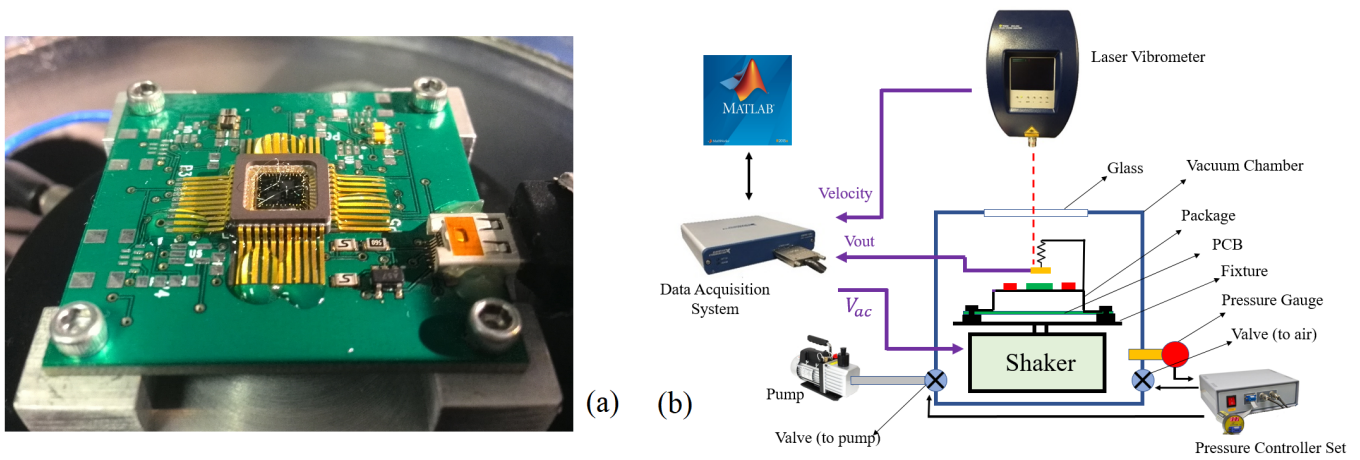 (a)
(b)
Laser Vibrometer
MATLAB
Glass
Vacuum Chamber
Velocity
Package
Vout
PCB
Data Acquisition
System
Fixture
Pressure Gauge
Vac
Valve (to air)
Shaker
Pump
Valve (to pump)
Pressure Controller Set